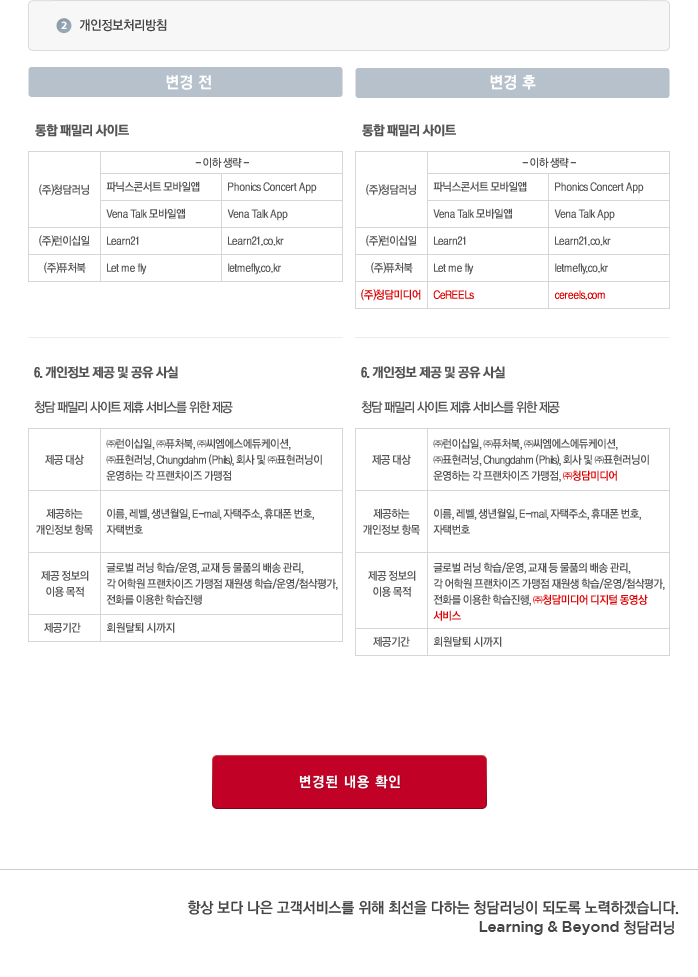 2 개인정보처리방침
변경 전
통합 패밀리 사이트
– 이하 생략 –
(주)청담러닝
파닉스콘서트 모바일앱 Phonics Concert App
Vena Talk 모바일앱 Vena Talk App
(주)런이십일 Learn21 Learn21.co.kr
(주)퓨처북 Let me fly letmefly.co.kr
6. 개인정보 제공 및 공유 사실
청담 패밀리 사이트 제휴 서비스를 위한 제공
제공 대상
㈜런이십일, ㈜퓨처북, ㈜씨엠에스에듀케이션,
㈜표현러닝, Chungdahm (Phils), 회사 및 ㈜표현러닝이
운영하는 각 프랜차이즈 가맹점
제공하는
개인정보 항목
이름, 레벨, 생년월일, E-mail, 자택주소, 휴대폰 번호,
자택번호
제공 정보의
이용 목적
글로벌 러닝 학습/운영, 교재 등 물품의 배송 관리,
각 어학원 프랜차이즈 가맹점 재원생 학습/운영/첨삭평가,
전화를 이용한 학습진행
제공기간 회원탈퇴 시까지
변경 후
통합 패밀리 사이트
– 이하 생략 –
(주)청담러닝
파닉스콘서트 모바일앱 Phonics Concert App
Vena Talk 모바일앱 Vena Talk App
(주)런이십일 Learn21 Learn21.co.kr
(주)퓨처북 Let me fly letmefly.co.kr
(주)청담미디어 CeREELs cereels.com
6. 개인정보 제공 및 공유 사실
청담 패밀리 사이트 제휴 서비스를 위한 제공
제공 대상
㈜런이십일, ㈜퓨처북, ㈜씨엠에스에듀케이션,
㈜표현러닝, Chungdahm (Phils), 회사 및 ㈜표현러닝이
운영하는 각 프랜차이즈 가맹점, ㈜청담미디어
제공하는
개인정보 항목
이름, 레벨, 생년월일, E-mail, 자택주소, 휴대폰 번호,
자택번호
제공 정보의
이용 목적
글로벌 러닝 학습/운영, 교재 등 물품의 배송 관리,
각 어학원 프랜차이즈 가맹점 재원생 학습/운영/첨삭평가,
전화를 이용한 학습진행, ㈜청담미디어 디지털 동영상
서비스
제공기간 회원탈퇴 시까지
변경된 내용 확인
항상 보다 나은 고객서비스를 위해 최선을 다하는 청담러닝이 되도록 노력하겠습니다.
Learning & Beyond 청담러닝